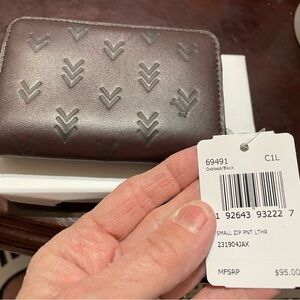 69491 C1L
Oxblood/Black
1 92643 93222 7
SMALL ZIP PNT LTHR
231904JAX
MFSRP $95.00